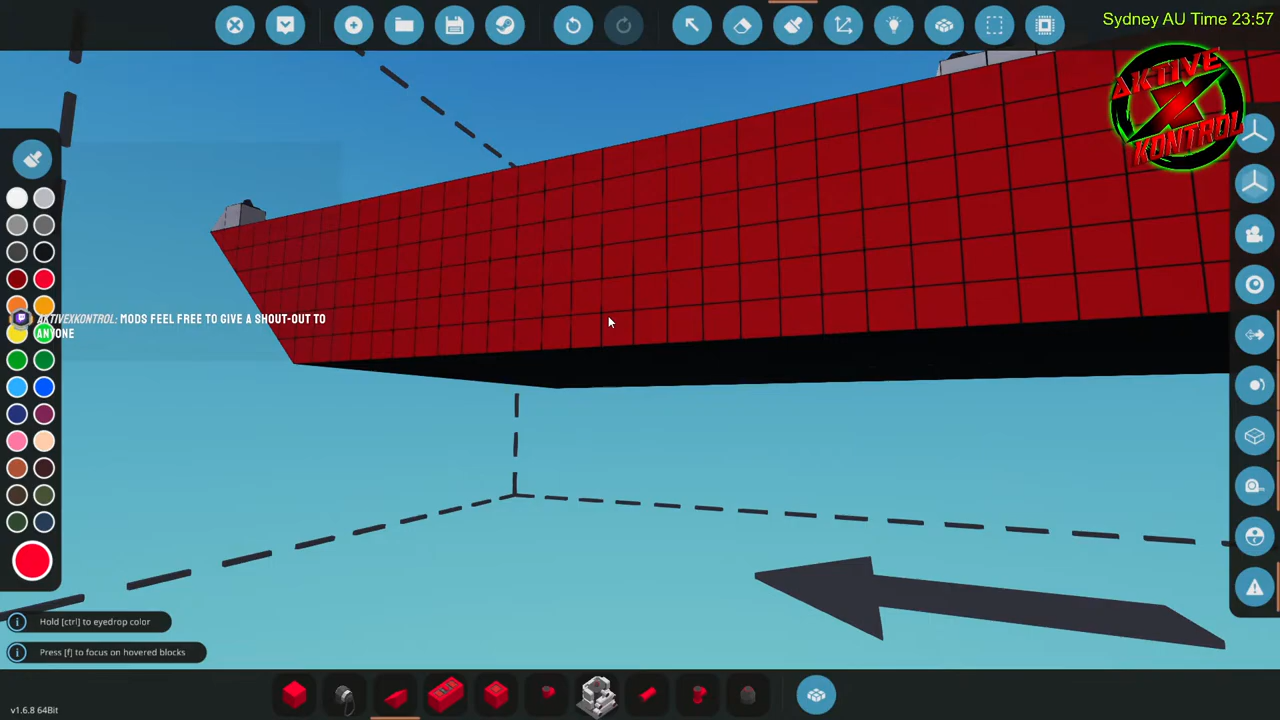 Sydney AU Time 23:57
AKTIVE
X
KONTROL
AKTIVEXKONTROL: MODS FEEL FREE TO GIVE A SHOUT-OUT TO
ANYONE
Hold [ctrl] to eyedrop color
Press [f] to focus on hovered blocks
v1.6.8 64Bit